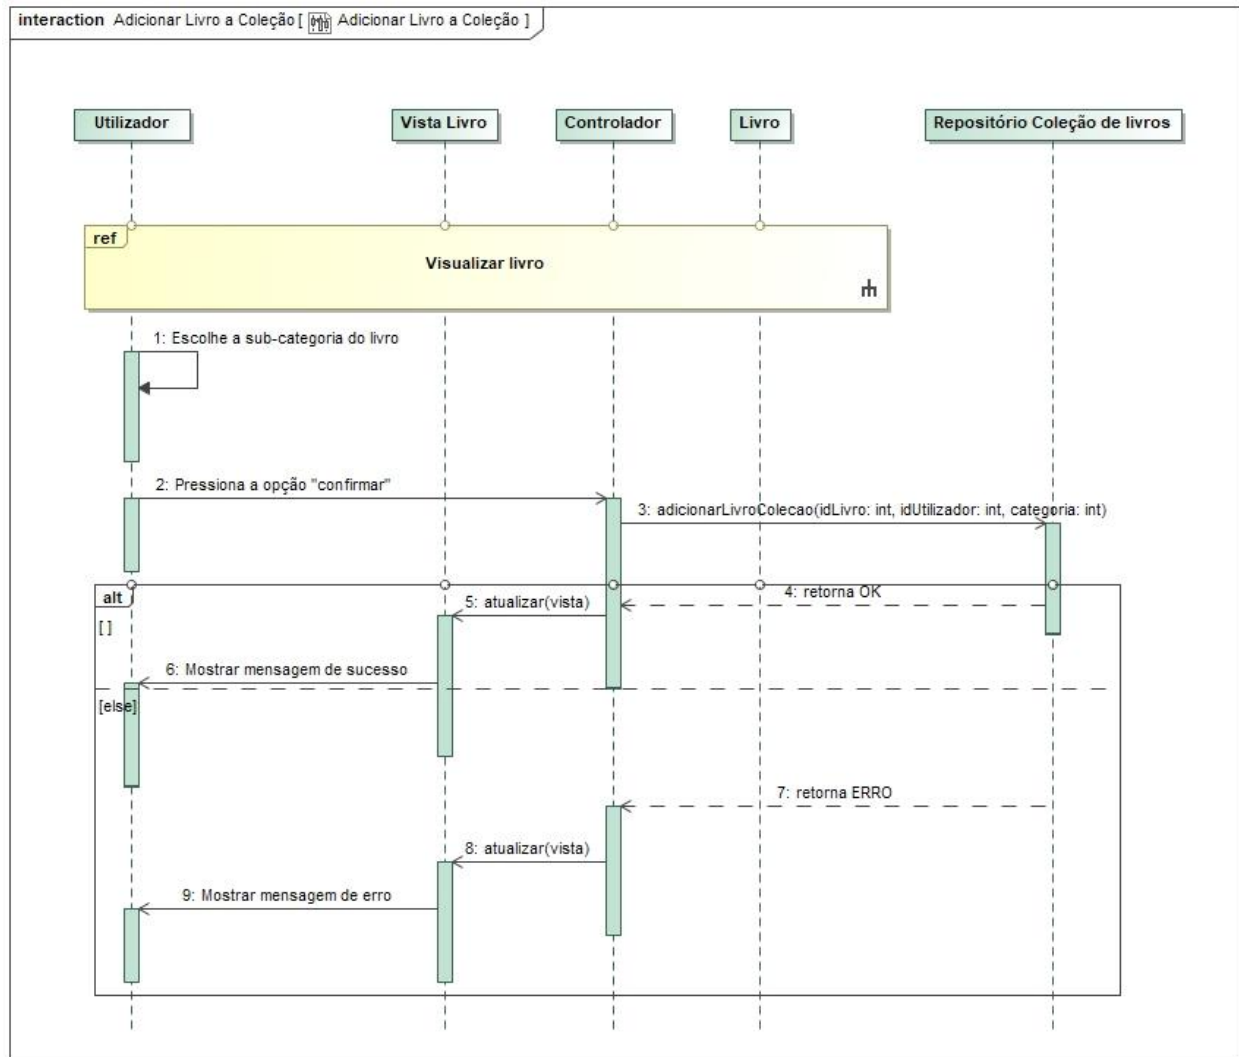 interaction Adicionar Livro a Coleção [ Adicionar Livro a Coleção ]
Utilizador
Vista Livro
Controlador
Livro
Repositório Coleção de livros
ref
Visualizar livro
1: Escolhe a sub-categoria do livro
2: Pressiona a opção "confirmar"
3: adicionarLivroColecao(idLivro: int, idUtilizador: int, categoria: int)
alt
4: retorna OK
5: atualizar(vista)
[ ]
6: Mostrar mensagem de sucesso
[else]
7: retorna ERRO
8: atualizar(vista)
9: Mostrar mensagem de erro